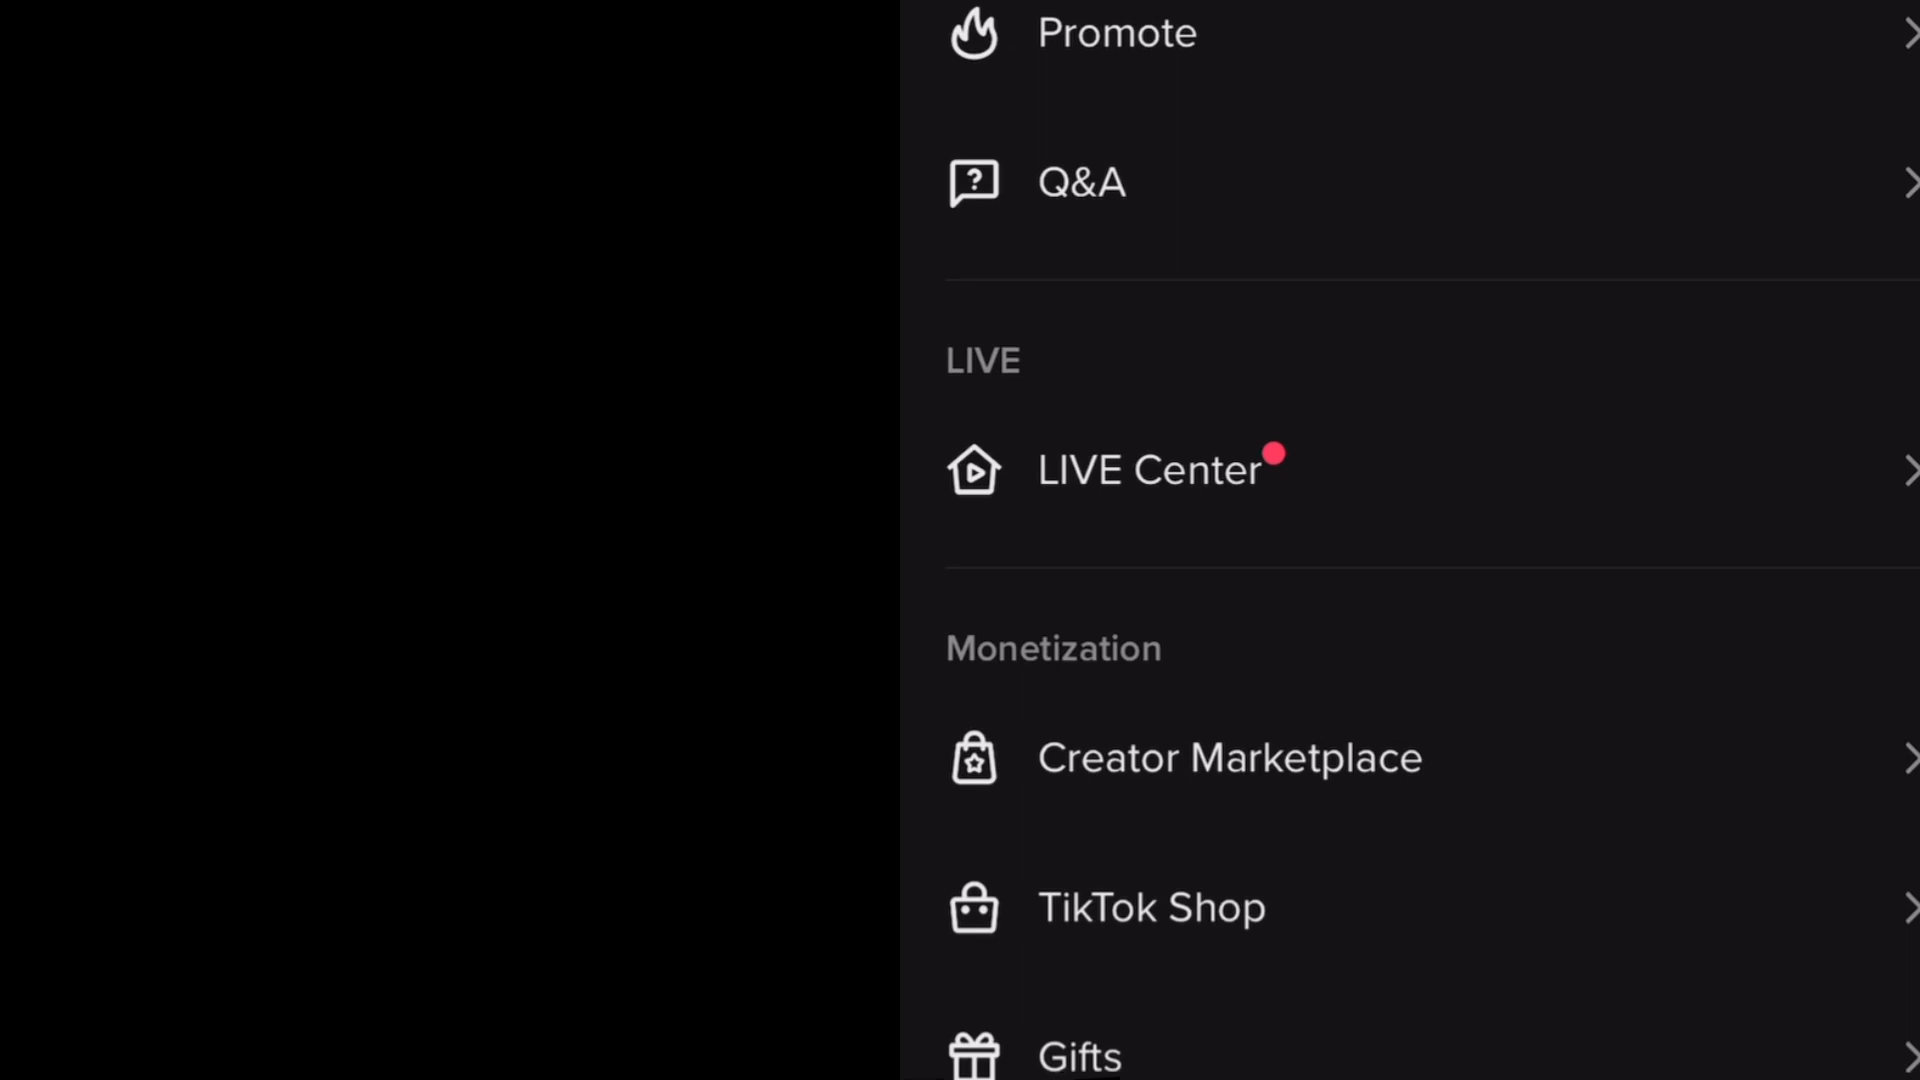 Promote
Q&A
LIVE
LIVE Center
Monetization
Creator Marketplace
TikTok Shop
Gifts